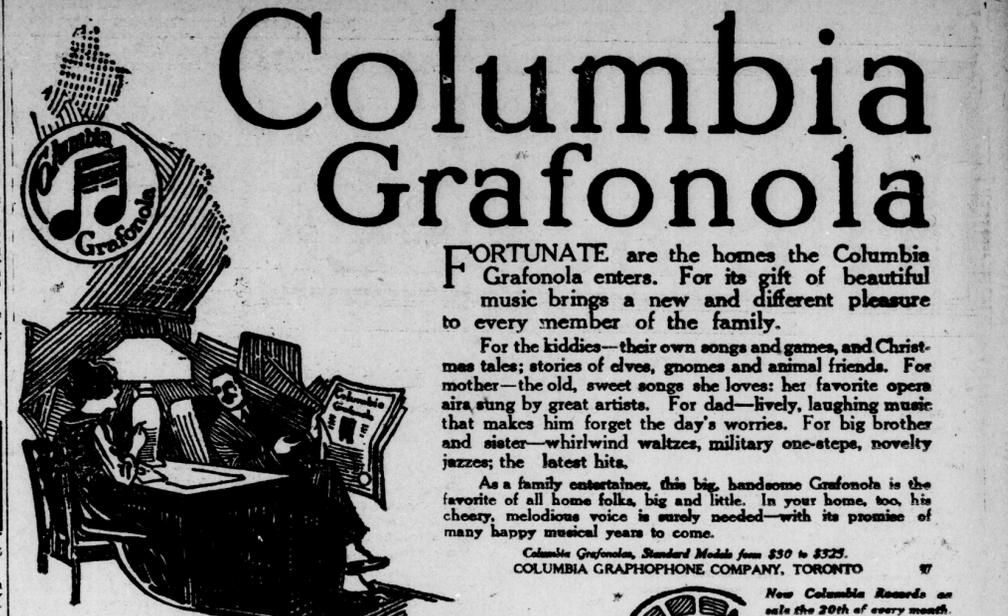 Columbia
Grafonola
Columbia
Grafonola
FORTUNATE are the homes the Columbia
Grafonola enters. For its gift of beautiful
music brings a new and different pleasure
to every member of the family.
For the kiddies—their own songs and games, and Christ-
mas tales; stories of elves, gnomes and animal friends. For
mother—the old, sweet songs she loves: her favorite opera
airs sung by great artists. For dad—lively, laughing music
that makes him forget the day's worries. For big brother
and sister—whirlwind waltzes, military one-steps, novelty
jazzes; the latest hits,
Columbia
Grafonola
As a family entertainer, this big, handsome Grafonola is the
favorite of all home folks, big and little. In your home, too, his
cheery, melodious voice is surely needed—with its promise of
many happy musical years to come.
Columbia Grafonolas, Standard Models from $30 to $325.
COLUMBIA GRAPHOPHONE COMPANY, TORONTO 97
New Columbia Records on
sale the 20th of every month.